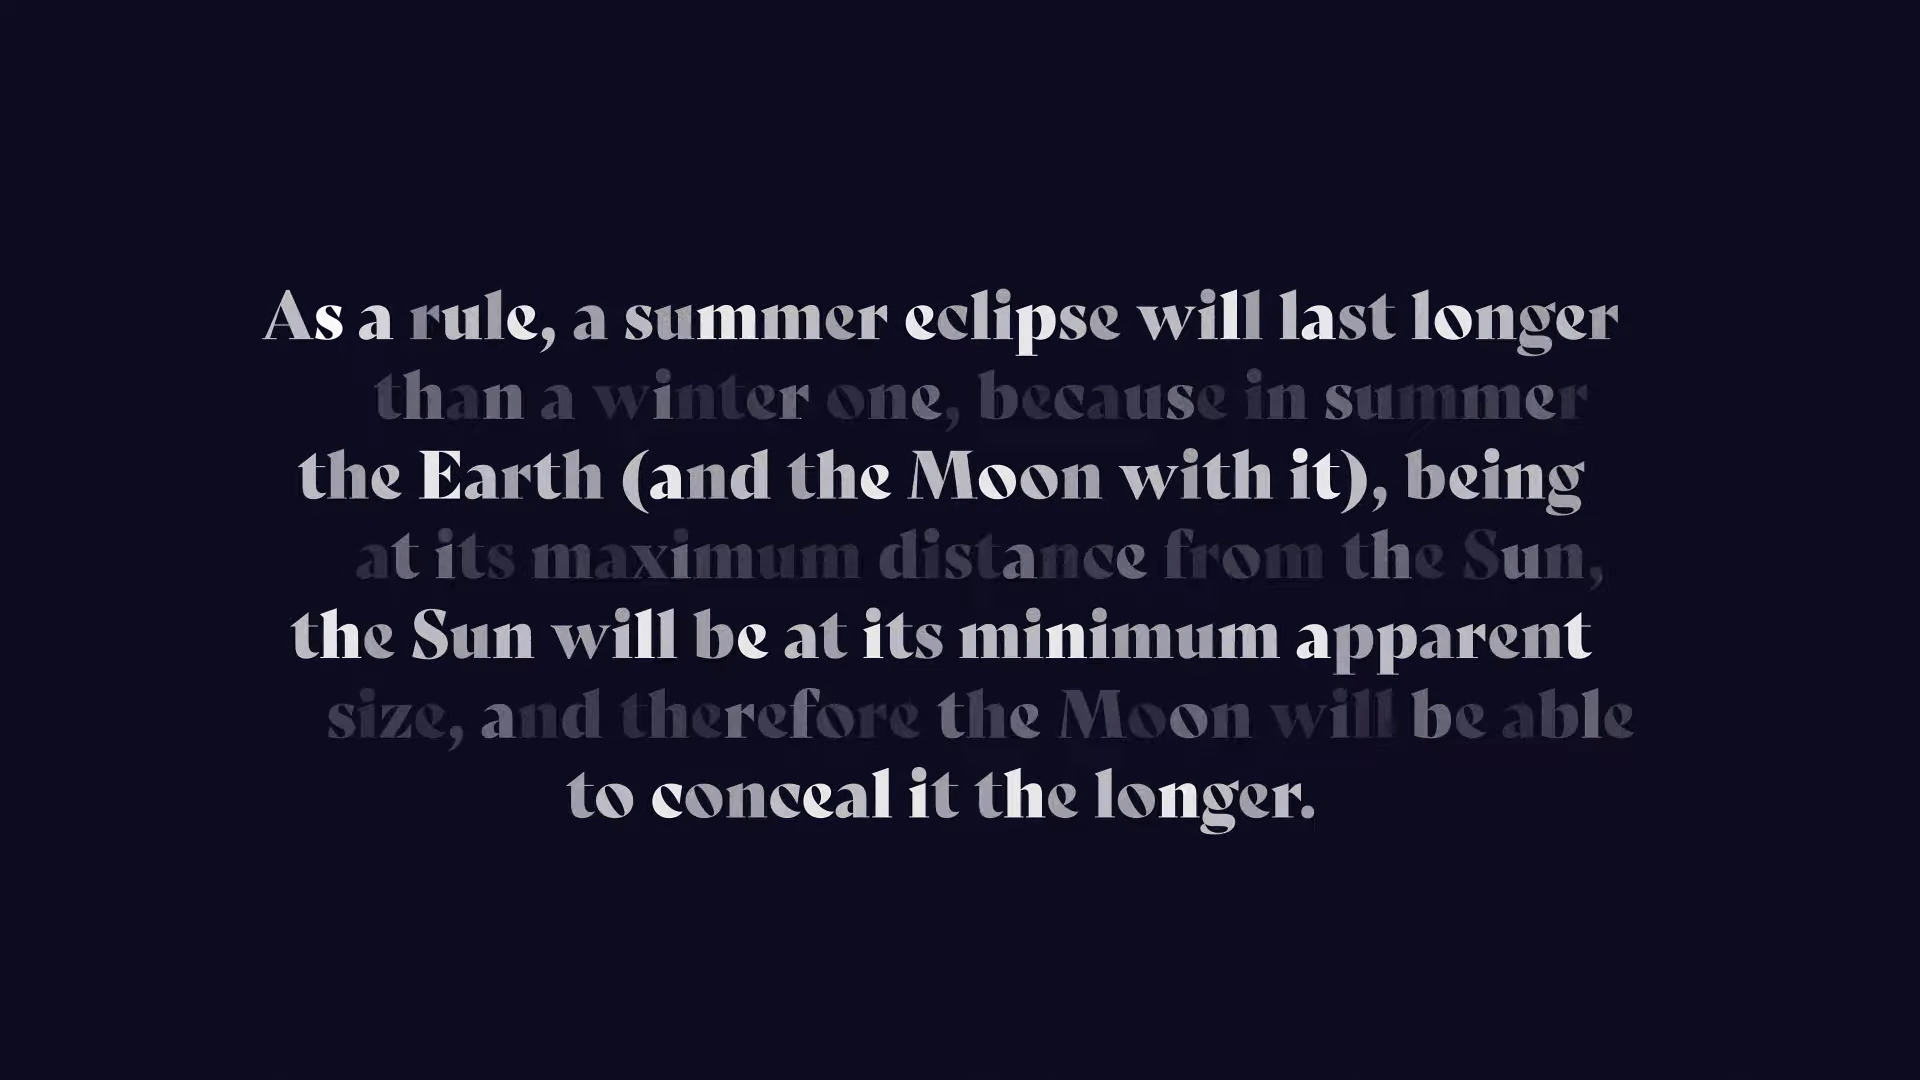 As a rule, a summer eclipse will last longer
than a winter one, because in summer
the Earth (and the Moon with it), being
at its maximum distance from the Sun,
the Sun will be at its minimum apparent
size, and therefore the Moon will be able
to conceal it the longer.